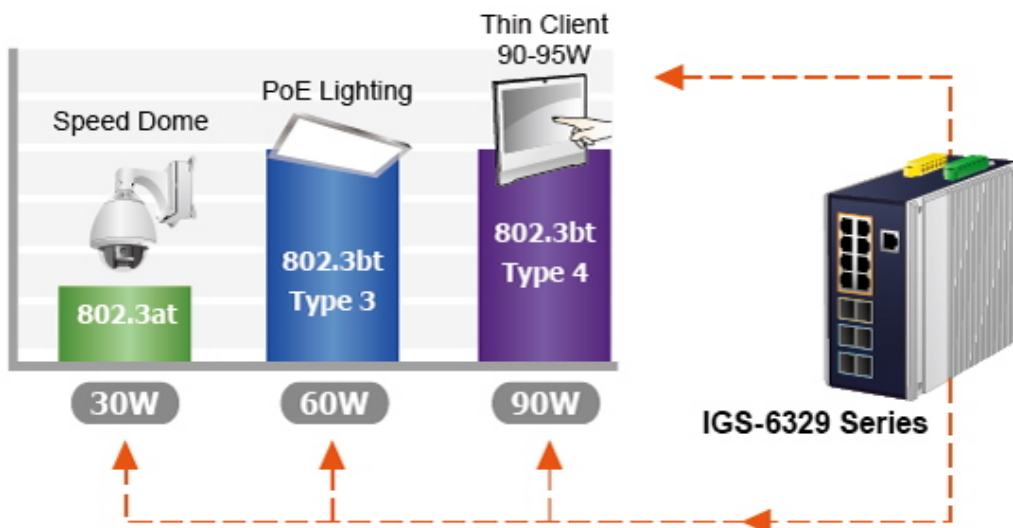 Thin Client
90-95W
PoE Lighting
Speed Dome
802.3at
802.3bt
Type 3
802.3bt
Type 4
30W
60W
90W
IGS-6329 Series